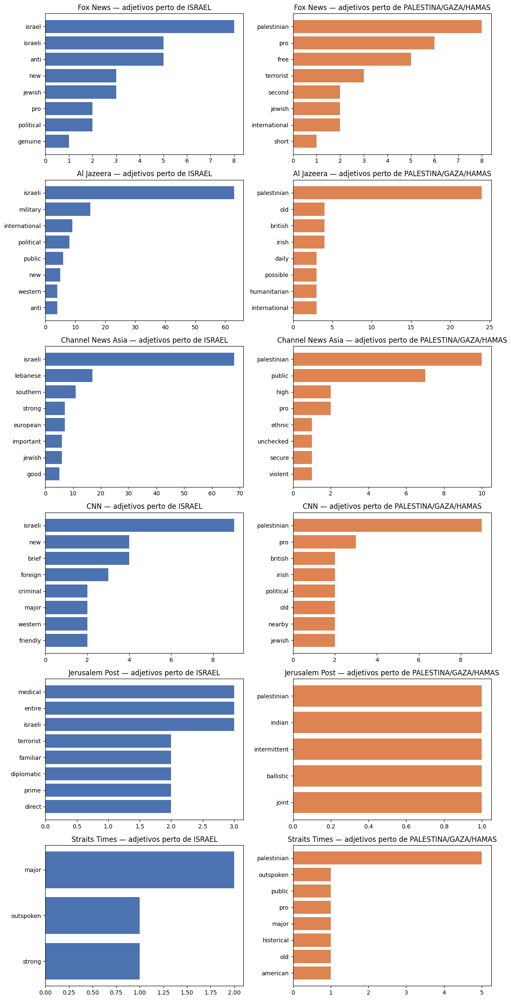 Fox News — adjetivos perto de ISRAEL
israel
israeli
anti
new
jewish
pro
political
genuine
0 1 2 3 4 5 6 7 8
Fox News — adjetivos perto de PALESTINA/GAZA/HAMAS
palestinian
pro
free
terrorist
second
jewish
international
short
0 1 2 3 4 5 6 7 8
Al Jazeera — adjetivos perto de ISRAEL
israeli
military
international
political
public
new
western
anti
0 10 20 30 40 50 60
Al Jazeera — adjetivos perto de PALESTINA/GAZA/HAMAS
palestinian
old
british
irish
daily
possible
humanitarian
international
0 5 10 15 20 25
Channel News Asia — adjetivos perto de ISRAEL
israeli
lebanese
southern
strong
european
important
jewish
good
0 10 20 30 40 50 60 70
Channel News Asia — adjetivos perto de PALESTINA/GAZA/HAMAS
palestinian
public
high
pro
ethnic
unchecked
secure
violent
0 2 4 6 8 10
CNN — adjetivos perto de ISRAEL
israeli
new
brief
foreign
criminal
major
western
friendly
0 2 4 6 8
CNN — adjetivos perto de PALESTINA/GAZA/HAMAS
palestinian
pro
british
irish
political
old
nearby
jewish
0 2 4 6 8
Jerusalem Post — adjetivos perto de ISRAEL
medical
entire
israeli
terrorist
familiar
diplomatic
prime
direct
0.0 0.5 1.0 1.5 2.0 2.5 3.0
Jerusalem Post — adjetivos perto de PALESTINA/GAZA/HAMAS
palestinian
indian
intermittent
ballistic
joint
0.0 0.2 0.4 0.6 0.8 1.0
Straits Times — adjetivos perto de ISRAEL
major
outspoken
strong
0.00 0.25 0.50 0.75 1.00 1.25 1.50 1.75 2.00
Straits Times — adjetivos perto de PALESTINA/GAZA/HAMAS
palestinian
outspoken
public
pro
major
historical
old
american
0 1 2 3 4 5